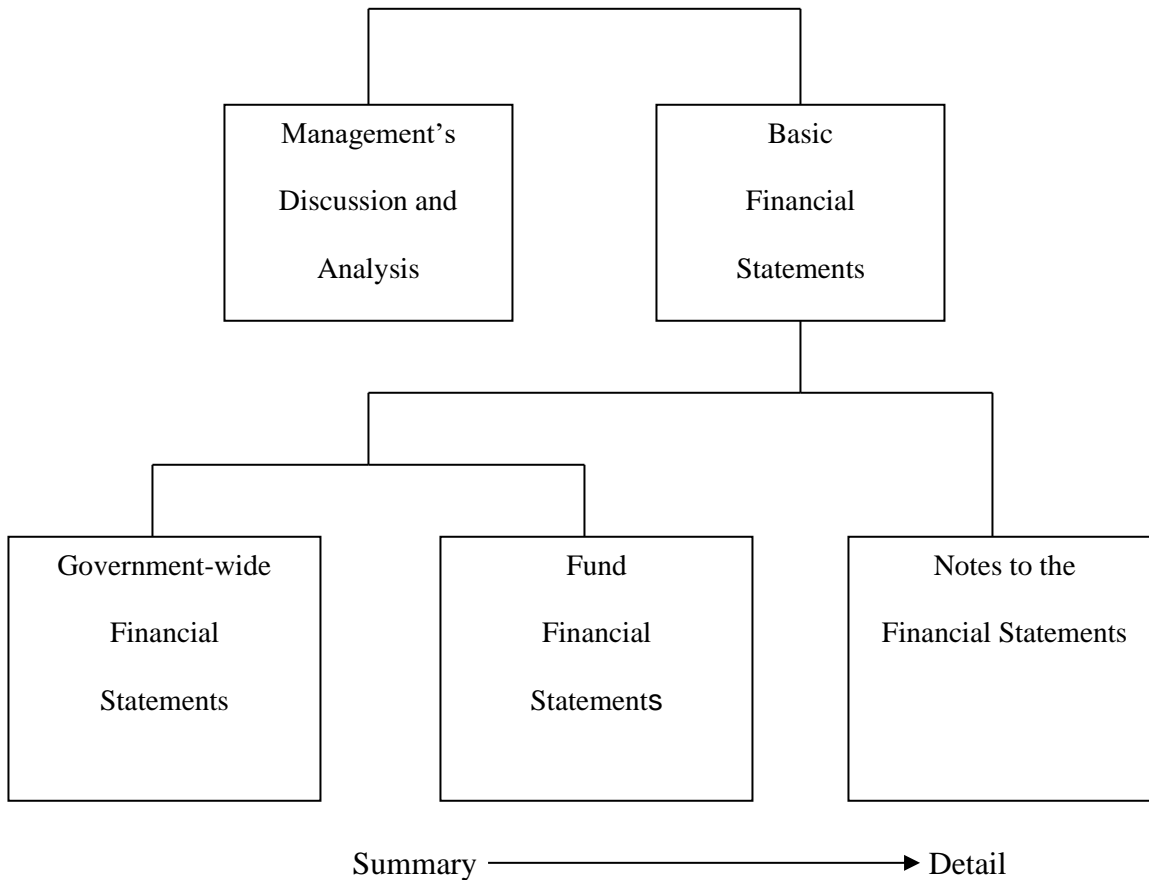 Management’s
Discussion and
Analysis
Basic
Financial
Statements
Government-wide
Financial
Statements
Fund
Financial
Statements
Notes to the
Financial Statements
Summary
Detail